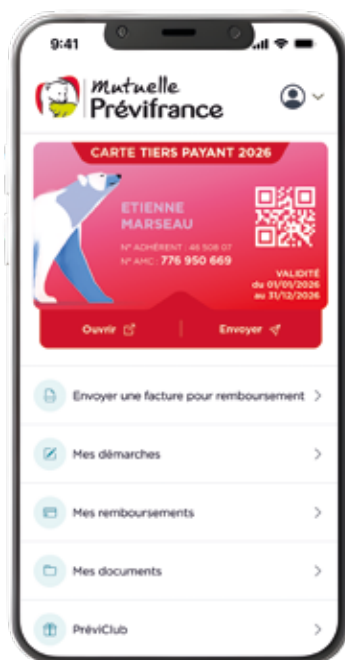 9:41
Mutuelle
Prévifrance
CARTE TIERS PAYANT 2026
ETIENNE
MARSEAU
N° ADHÉRENT : 46 508 07
N° AMC : 776 950 669
VALIDITÉ
du 01/01/2026
au 31/12/2026
Ouvrir
Envoyer
Envoyer une facture pour remboursement
Mes démarches
Mes remboursements
Mes documents
PréviClub